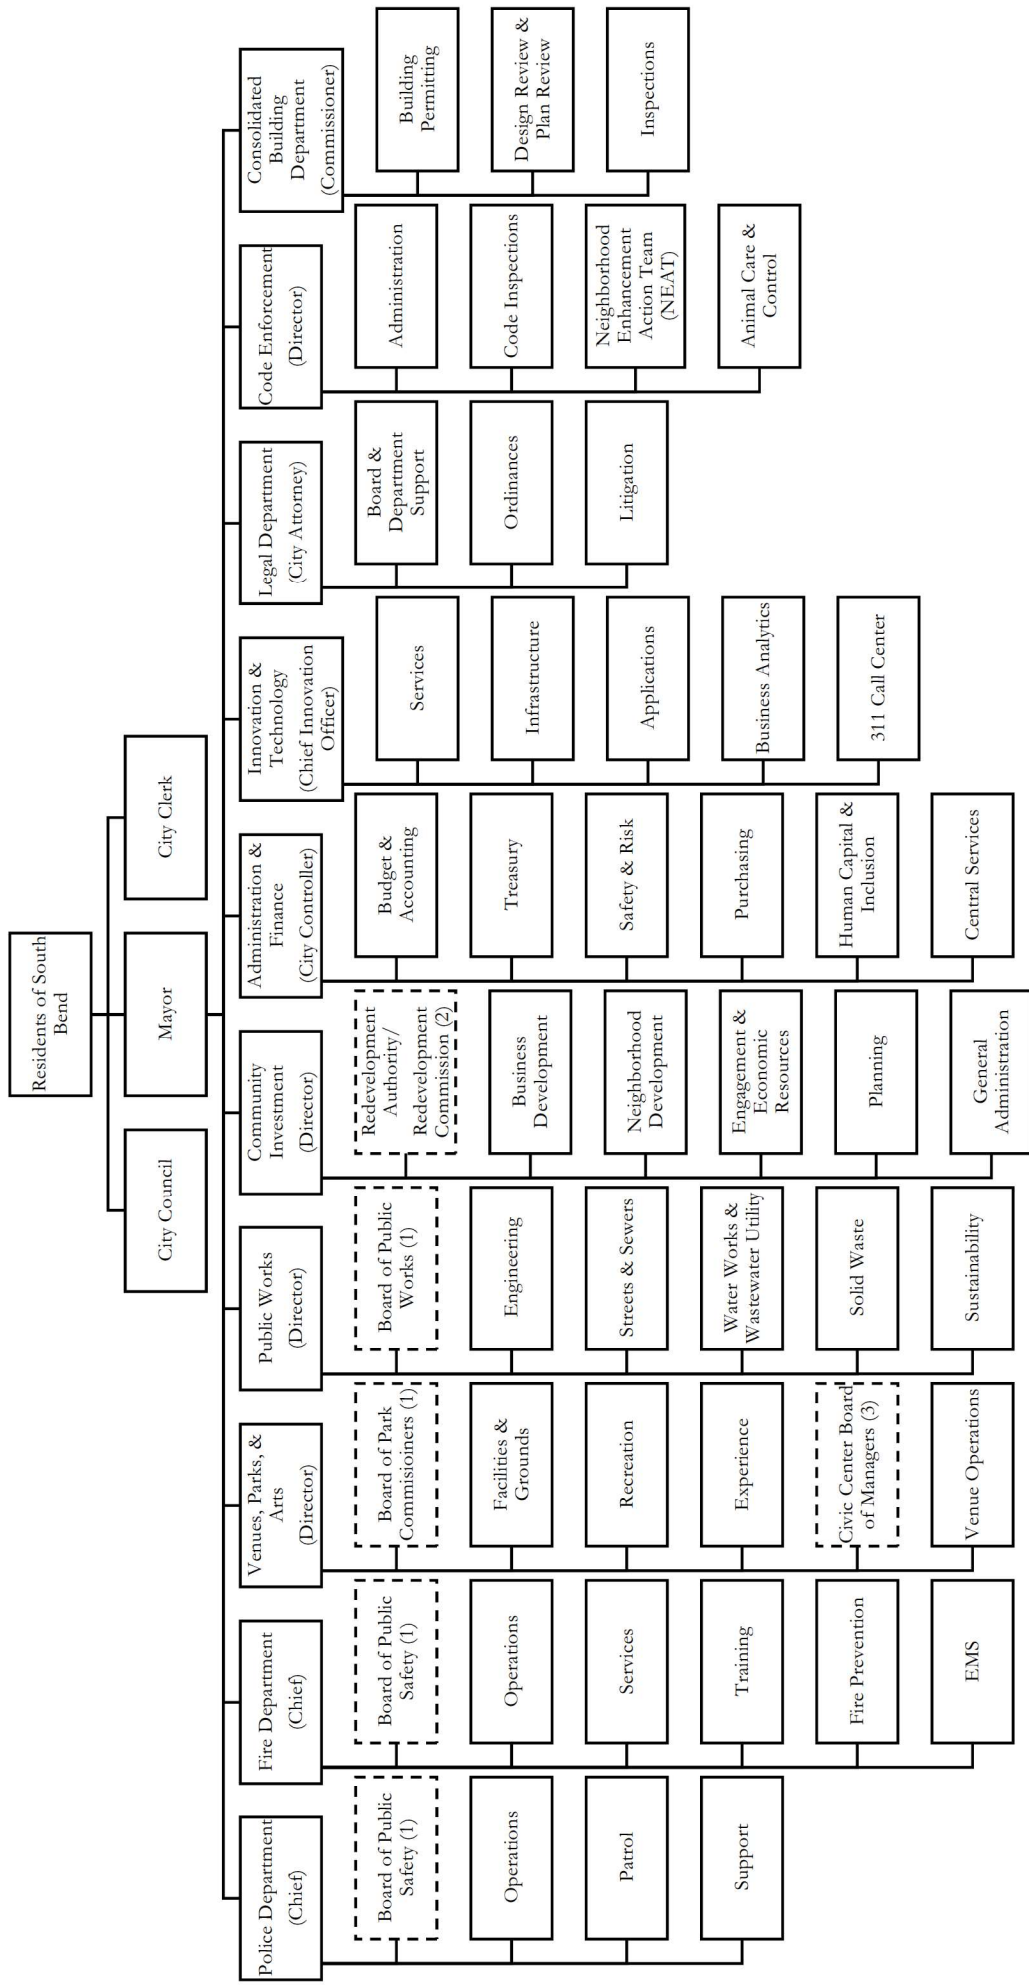 Residents of South
Bend
City Council
Mayor
City Clerk
Police Department
(Chief)
Board of Public
Safety (1)
Operations
Patrol
Support
Fire Department
(Chief)
Board of Public
Safety (1)
Operations
Services
Training
Fire Prevention
EMS
Venues, Parks, &
Arts
(Director)
Board of Park
Commisioiners (1)
Facilities &
Grounds
Recreation
Experience
Civic Center Board
of Managers (3)
Venue Operations
Public Works
(Director)
Board of Public
Works (1)
Engineering
Streets & Sewers
Water Works &
Wastewater Utility
Solid Waste
Sustainability
Community
Investment
(Director)
Redevelopment
Authority/
Redevelopment
Commission (2)
Business
Development
Neighborhood
Development
Engagement &
Economic
Resources
Planning
General
Administration
Administration &
Finance
(City Controller)
Budget &
Accounting
Treasury
Safety & Risk
Purchasing
Human Capital &
Inclusion
Central Services
Innovation &
Technology
(Chief Innovation
Officer)
Services
Infrastructure
Applications
Business Analytics
311 Call Center
Legal Department
(City Attorney)
Board &
Department
Support
Ordinances
Litigation
Code Enforcement
(Director)
Administration
Code Inspections
Neighborhood
Enhancement
Action Team
(NEAT)
Animal Care &
Control
Consolidated
Building
Department
(Commissioner)
Building
Permitting
Design Review &
Plan Review
Inspections